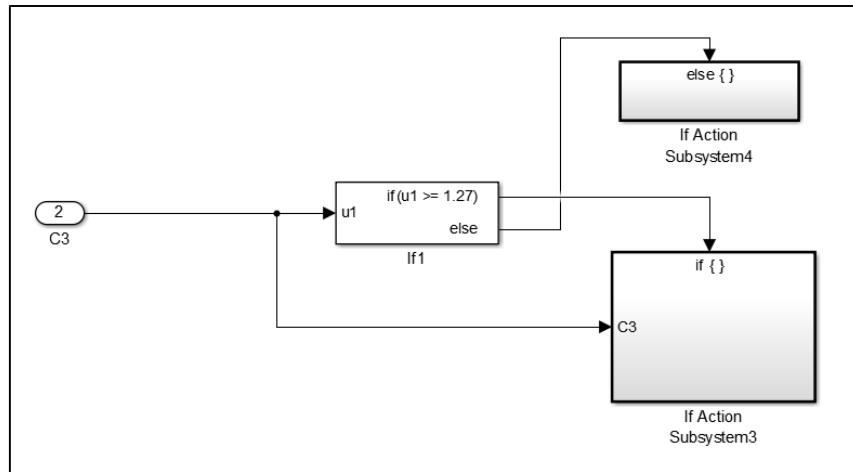 else { }
If Action
Subsystem4
2
C3
u1
if(u1 >= 1.27)
else
If1
if { }
C3
If Action
Subsystem3